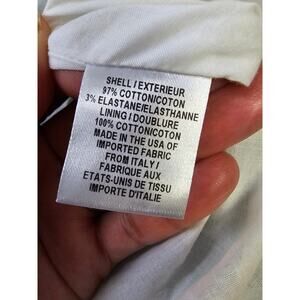 SHELL / EXTERIEUR
97% COTTON/COTON
3% ELASTANE/ELASTHANNE
LINING / DOUBLURE
100% COTTON/COTON
MADE IN THE USA OF
IMPORTED FABRIC
FROM ITALY /
FABRIQUE AUX
ETATS-UNIS DE TISSU
IMPORTE D'ITALIE